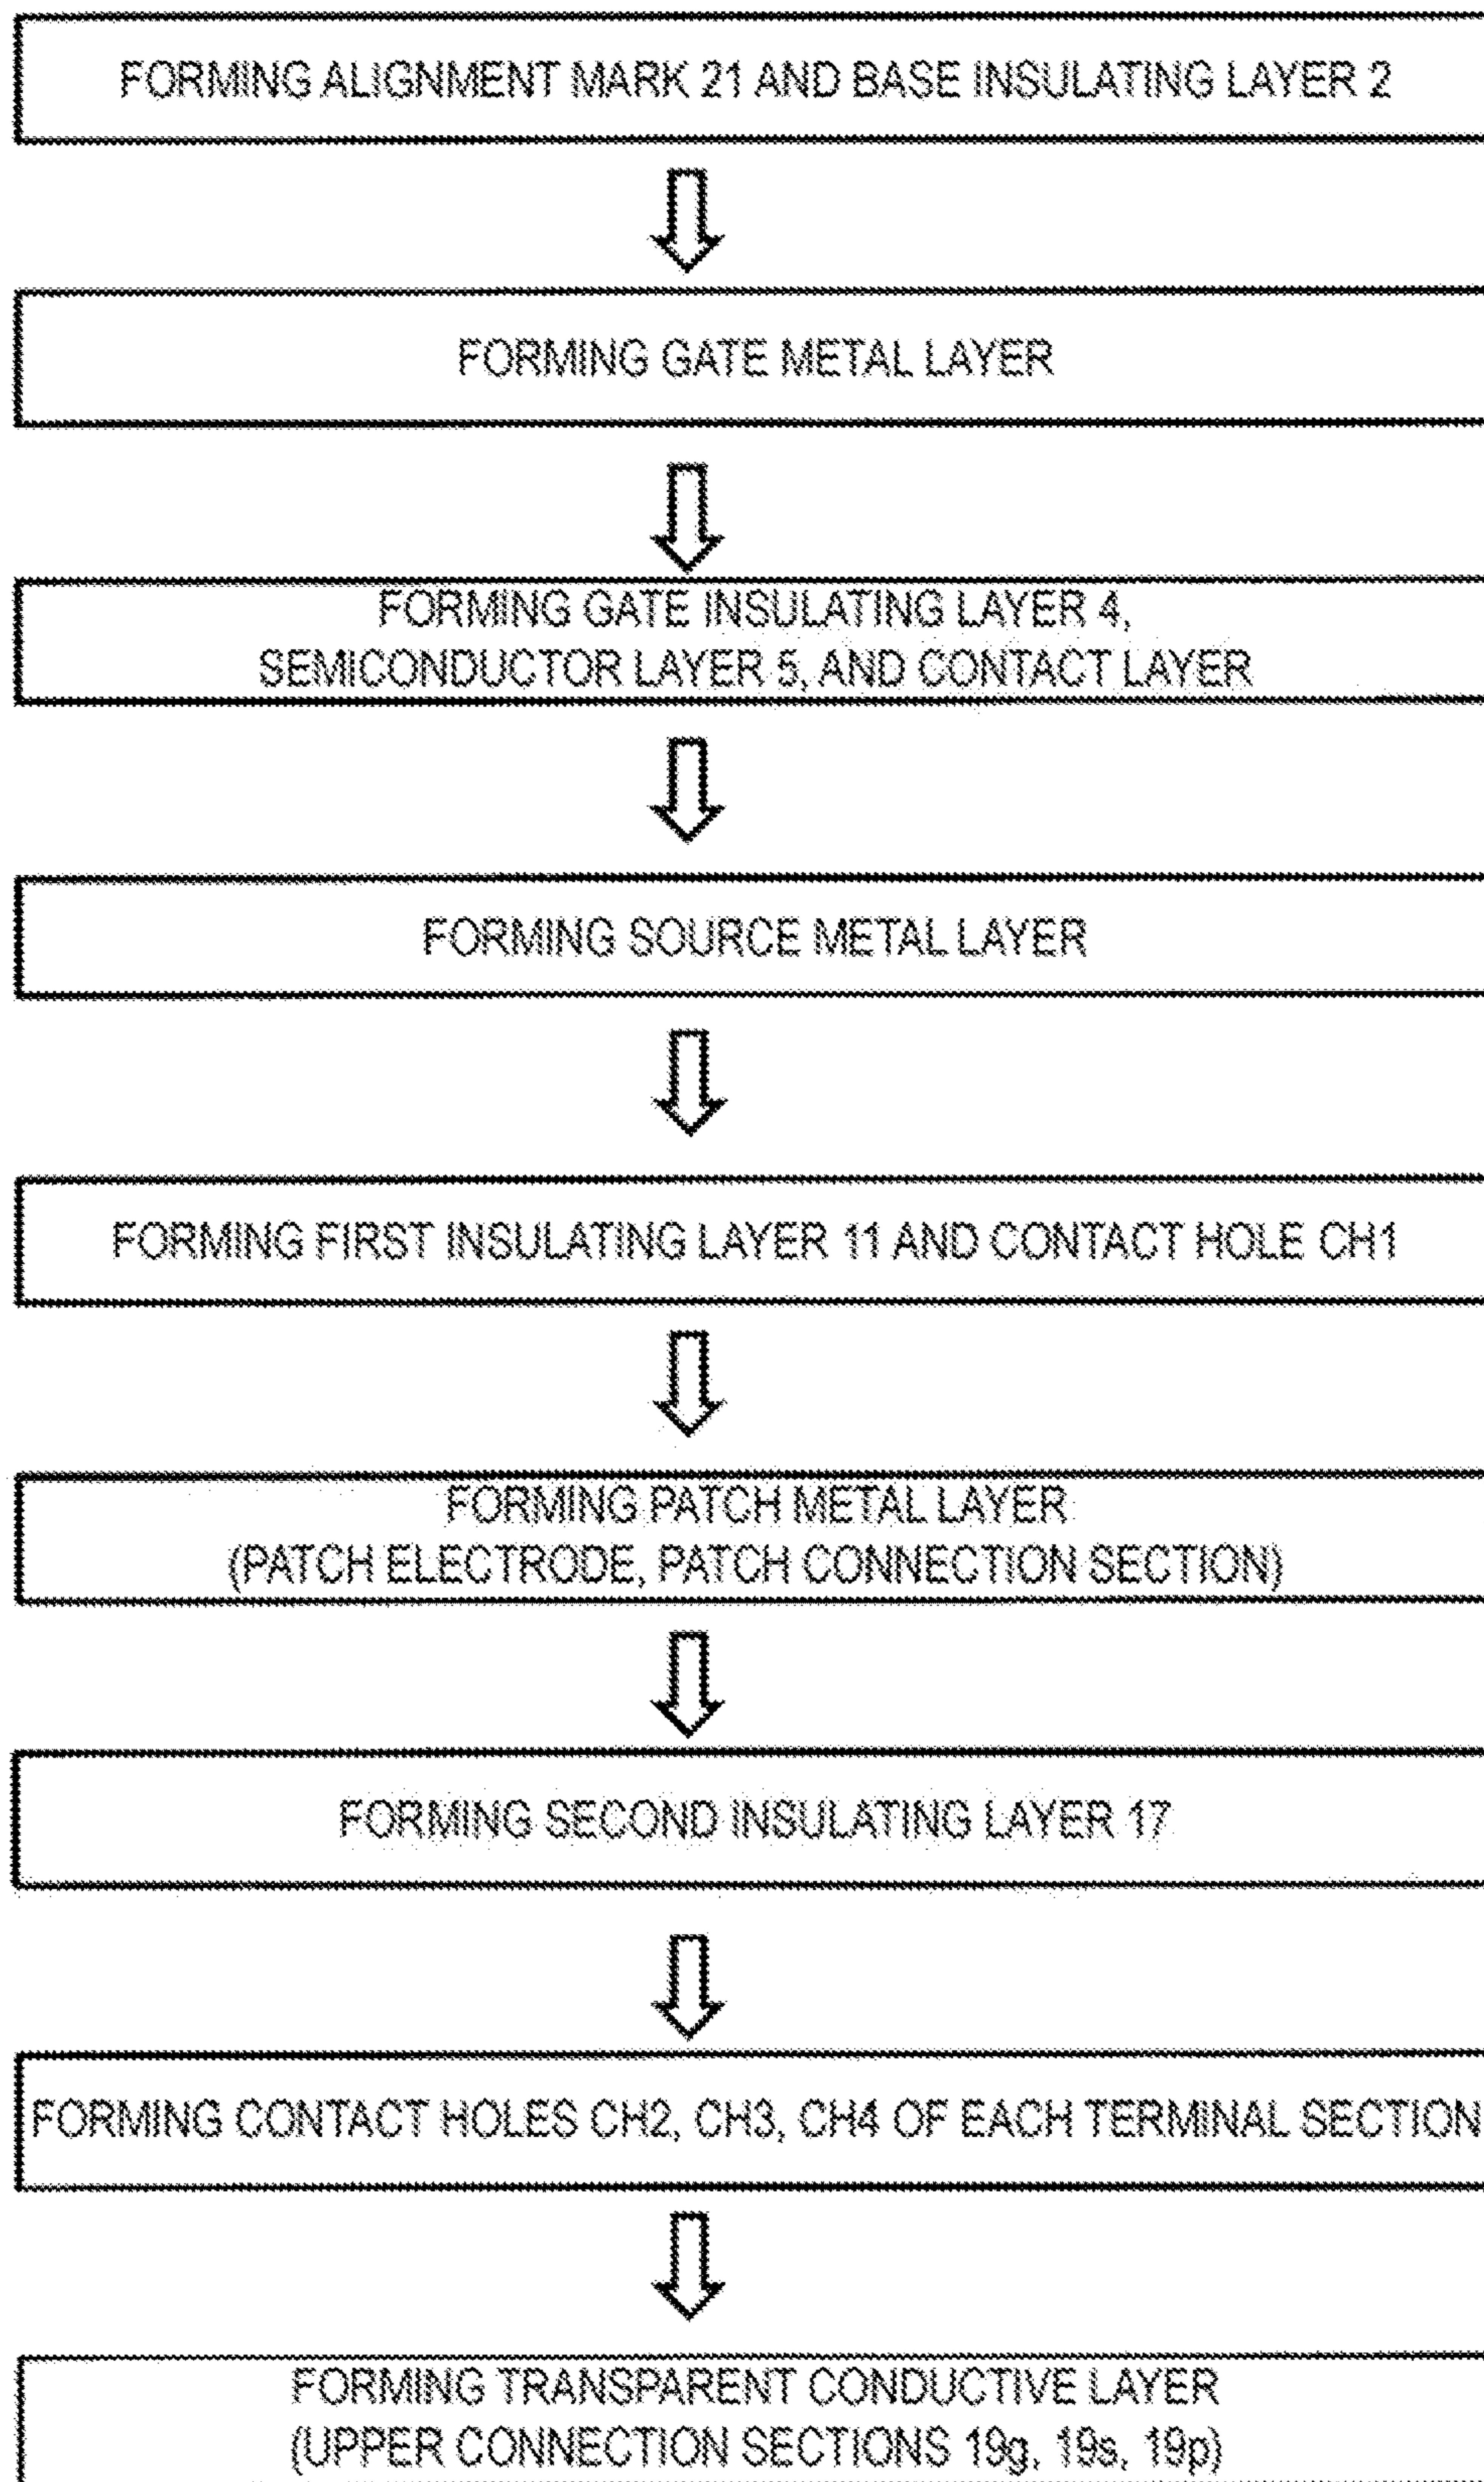 FORMING ALIGNMENT MARK 21 AND BASE INSULATING LAYER 2
FORMING GATE METAL LAYER
FORMING GATE INSULATING LAYER 4,
SEMICONDUCTOR LAYER 5, AND CONTACT LAYER
FORMING SOURCE METAL LAYER
FORMING FIRST INSULATING LAYER 11 AND CONTACT HOLE CH1
FORMING PATCH METAL LAYER
(PATCH ELECTRODE, PATCH CONNECTION SECTION)
FORMING SECOND INSULATING LAYER 17
FORMING CONTACT HOLES CH2, CH3, CH4 OF EACH TERMINAL SECTION
FORMING TRANSPARENT CONDUCTIVE LAYER
(UPPER CONNECTION SECTIONS 19g, 19s, 19p)